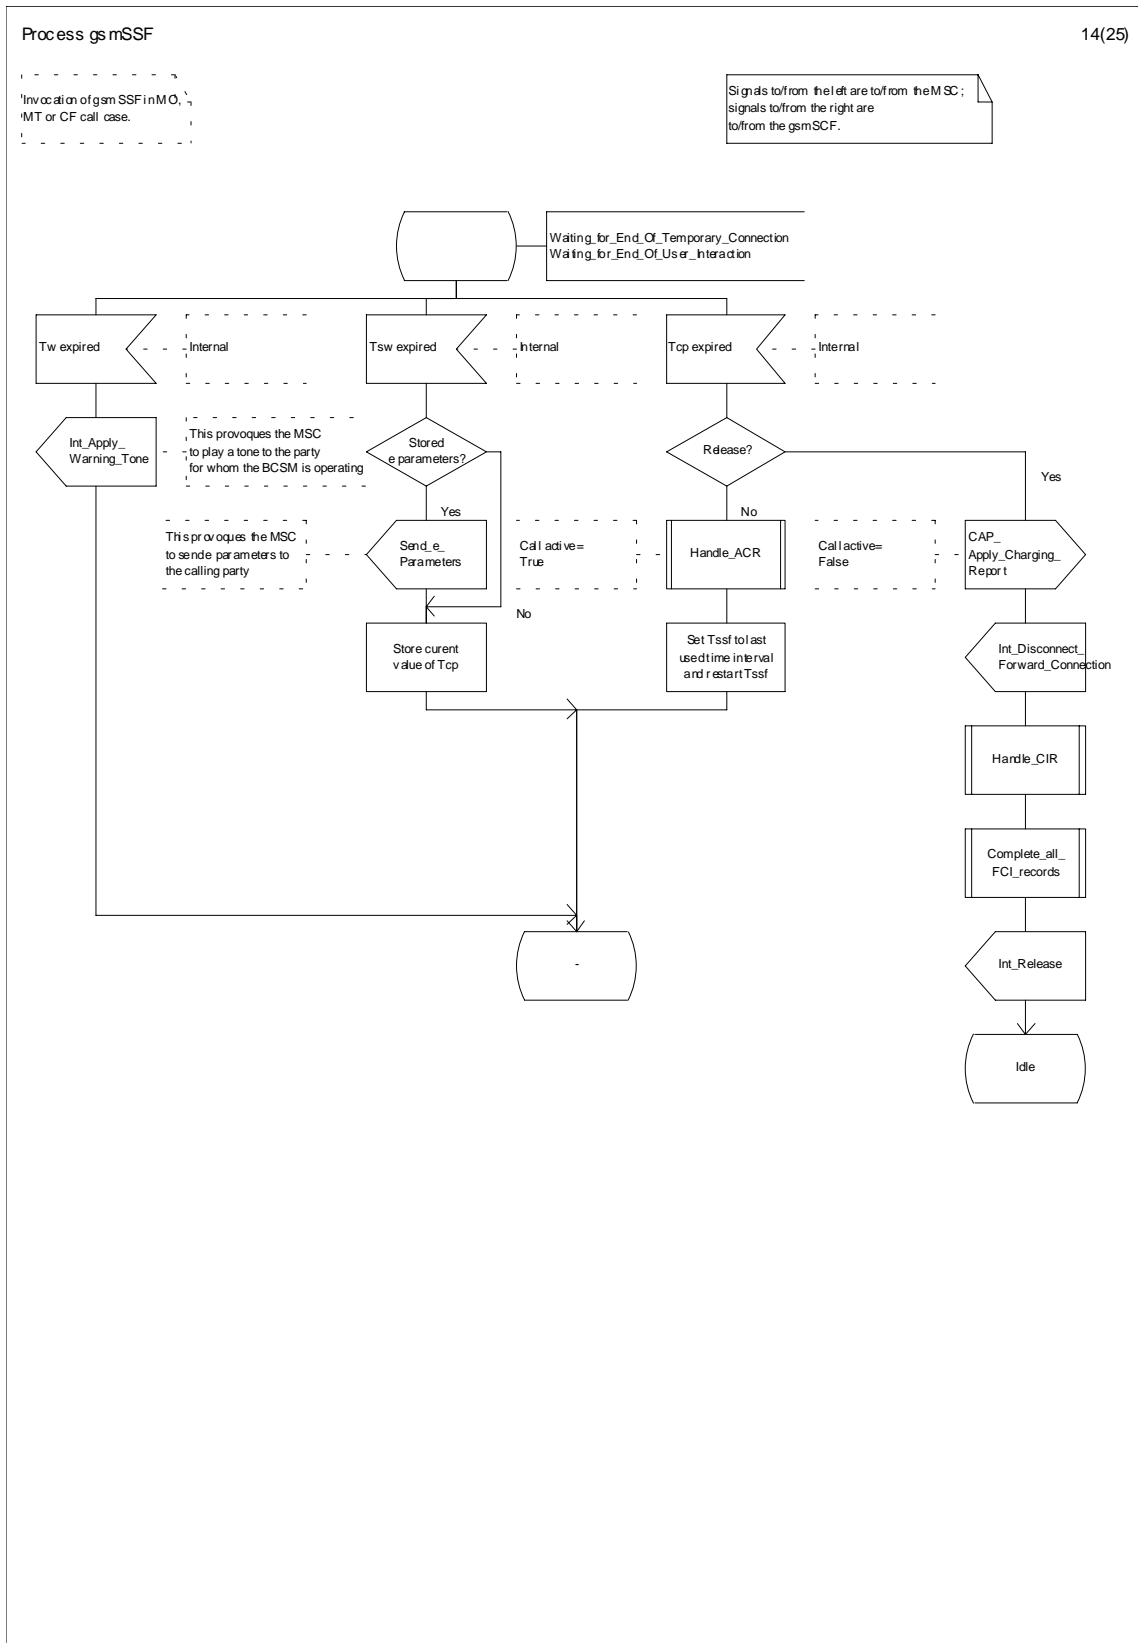 Process gsmSSF
14(25)
Invocation of gsmSSF in MO,
MT or CF call case.
Signals to/from the left are to/from the MSC;
signals to/from the right are
to/from the gsmSCF.
Waiting_for_End_Of_Temporary_Connection
Waiting_for_End_Of_User_Interaction
Tw expired
Internal
Tsw expired
Internal
Tcp expired
Internal
Int_Apply_
Warning_Tone
This provoques the MSC
to play a tone to the party
for whom the BCSM is operating
Stored
e parameters?
Release?
Yes
Yes
No
This provoques the MSC
to send e parameters to
the calling party
Send_e_
Parameters
Call active=
True
Handle_ACR
Call active=
False
CAP_
Apply_Charging_
Report
No
Store curent
value of Tcp
Set Tssf to last
used time interval
and restart Tssf
Int_Disconnect_
Forward_Connection
Handle_CIR
Complete_all_
FCI_records
-
Int_Release
Idle